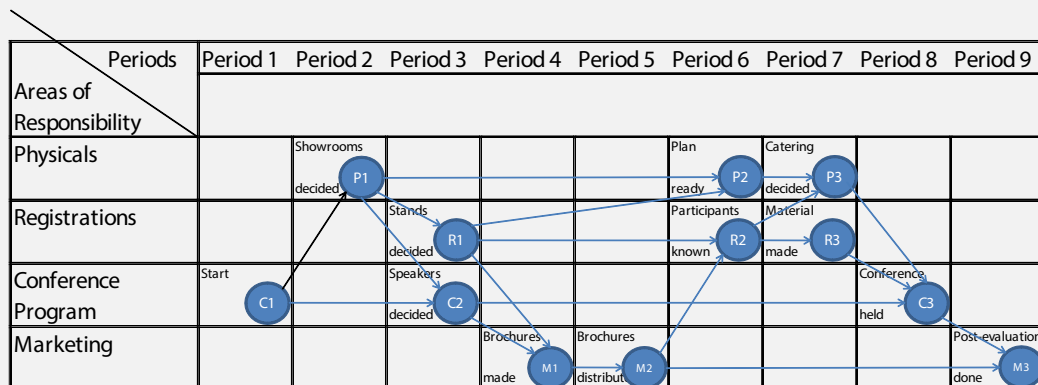 Periods Period 1 Period 2 Period 3 Period 4 Period 5 Period 6 Period 7 Period 8 Period 9
Areas of
Responsibility
Physicals
Showrooms
decided
P1
Plan
ready
P2
Catering
decided
P3
Registrations
Stands
decided
R1
Participants
known
R2
Material
made
R3
Conference
Program
Start
C1
Speakers
decided
C2
Conference
held
C3
Marketing
Brochures
made
M1
Brochures
distribut
M2
Post-evaluation
done
M3